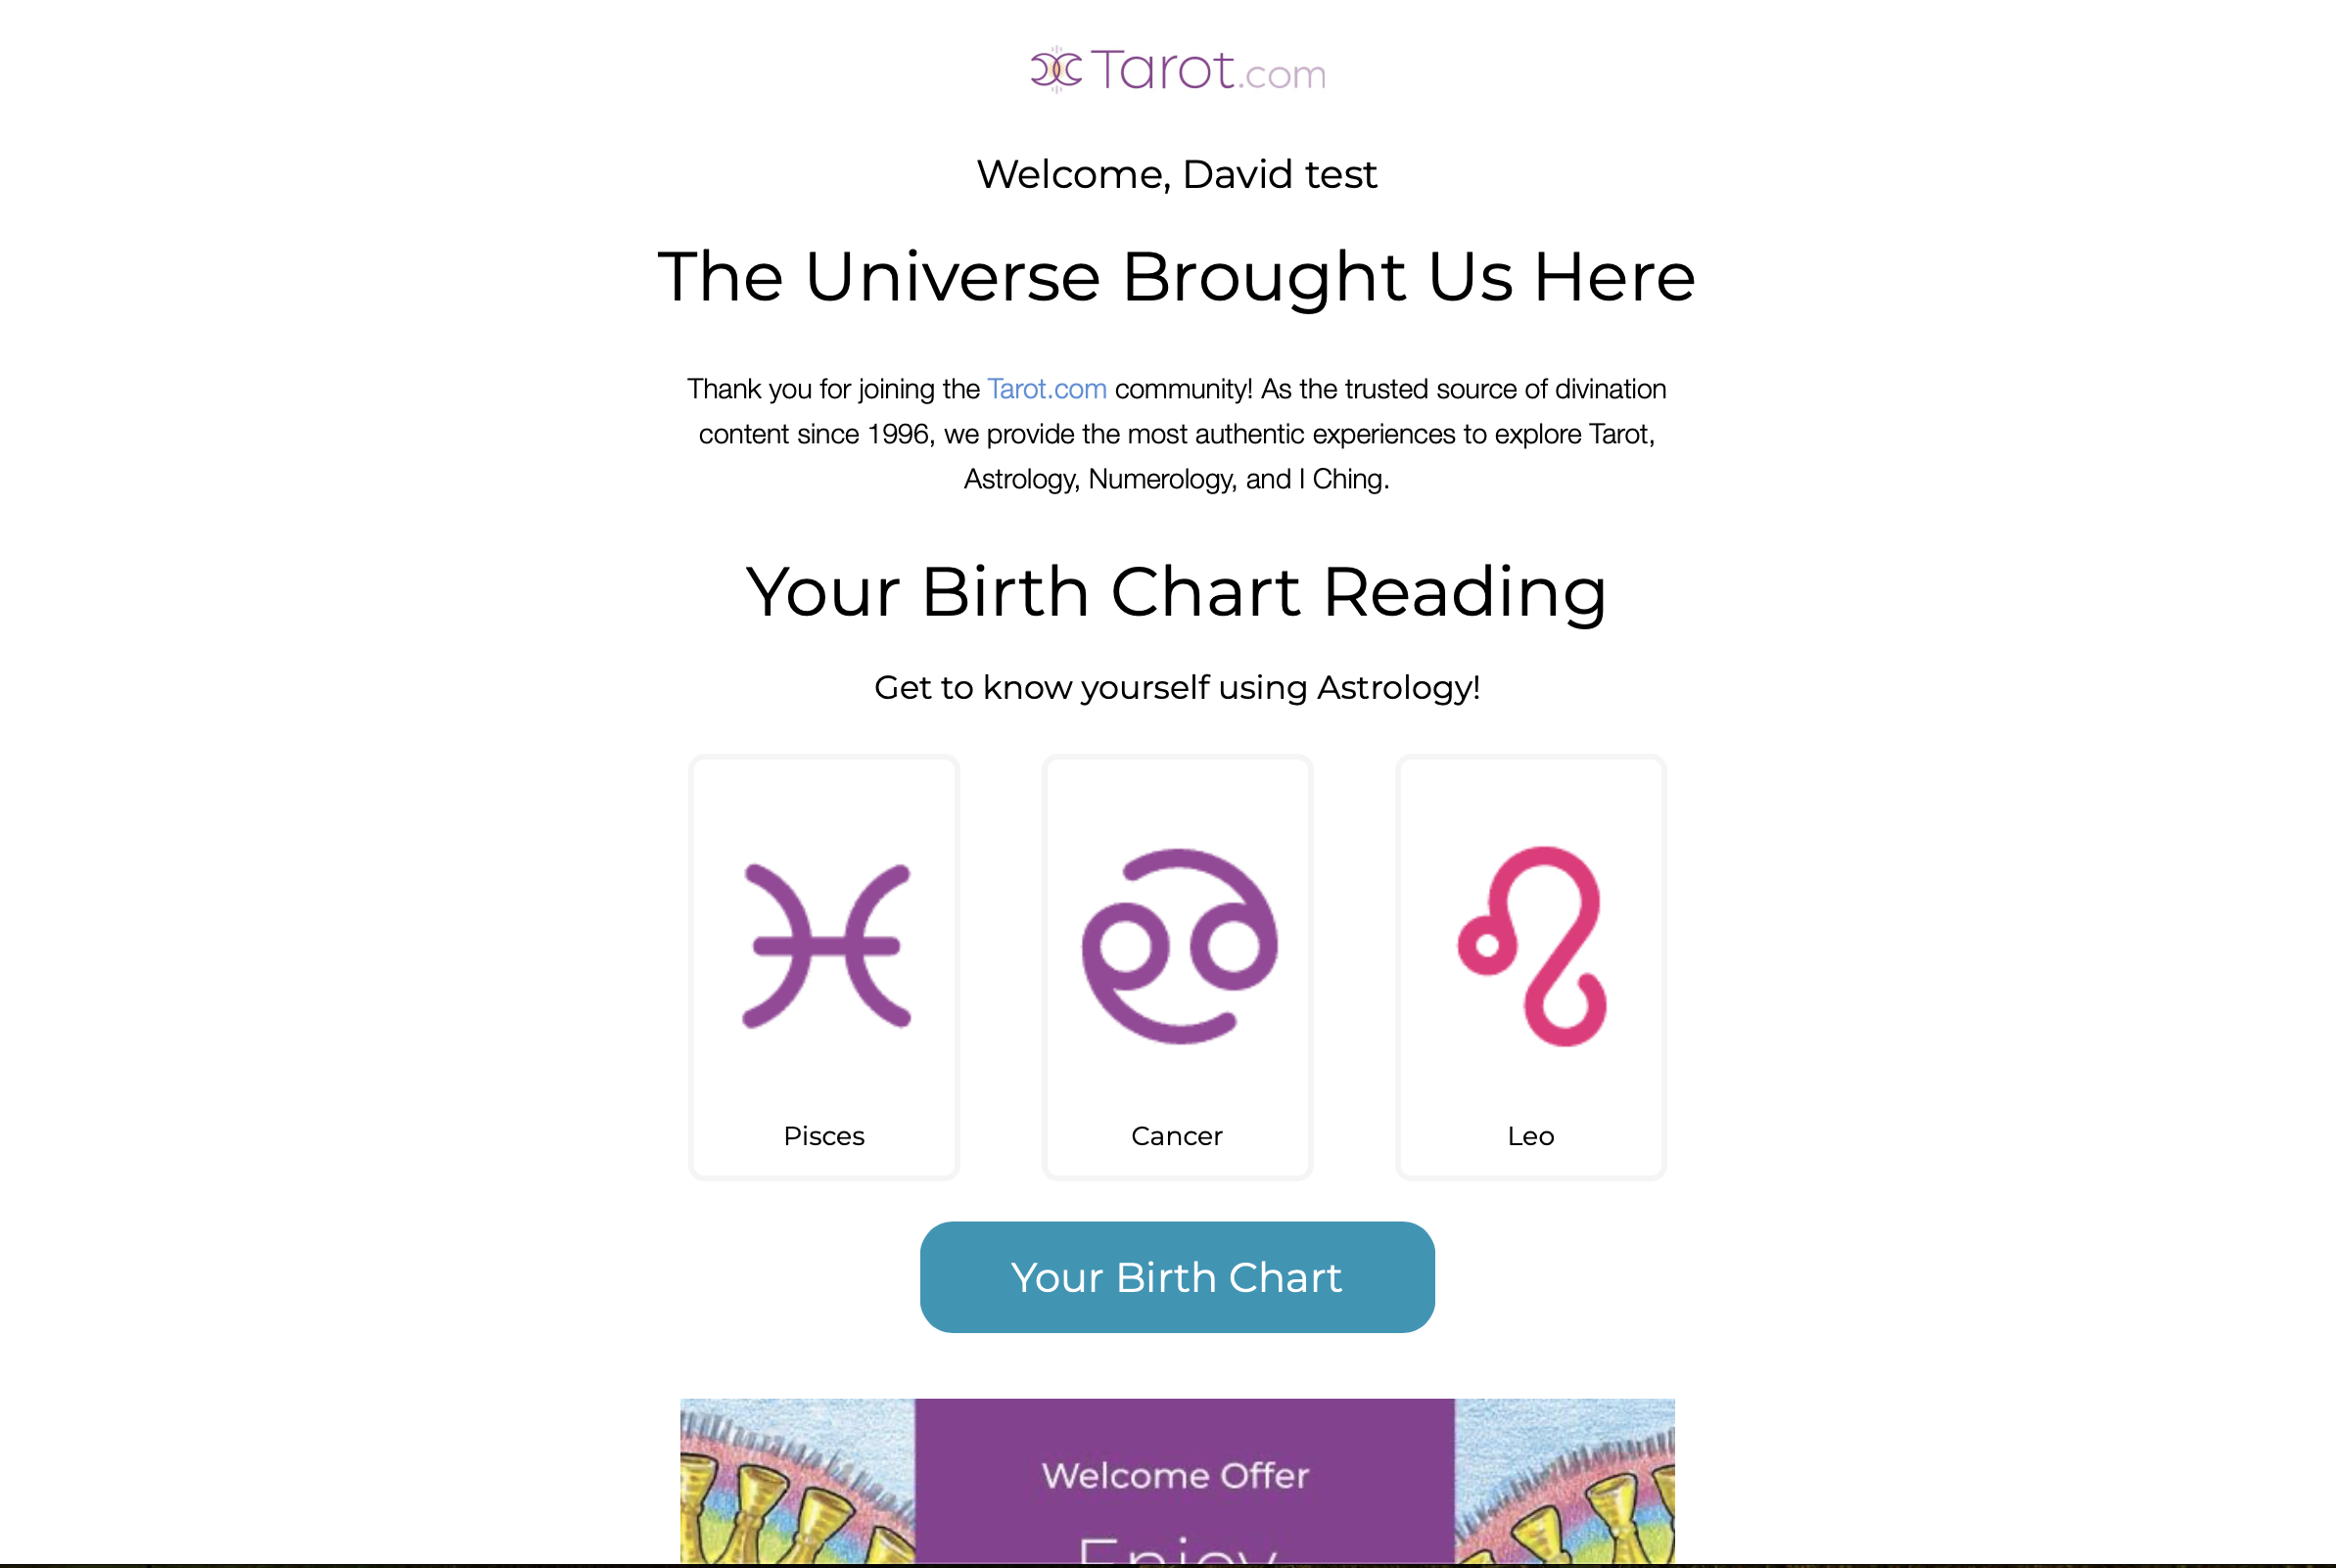 Tarot.com
Welcome, David test
The Universe Brought Us Here
Thank you for joining the Tarot.com community! As the trusted source of divination
content since 1996, we provide the most authentic experiences to explore Tarot,
Astrology, Numerology, and I Ching.
Your Birth Chart Reading
Get to know yourself using Astrology!
Pisces
Cancer
Leo
Your Birth Chart
Welcome Offer
Enjoy